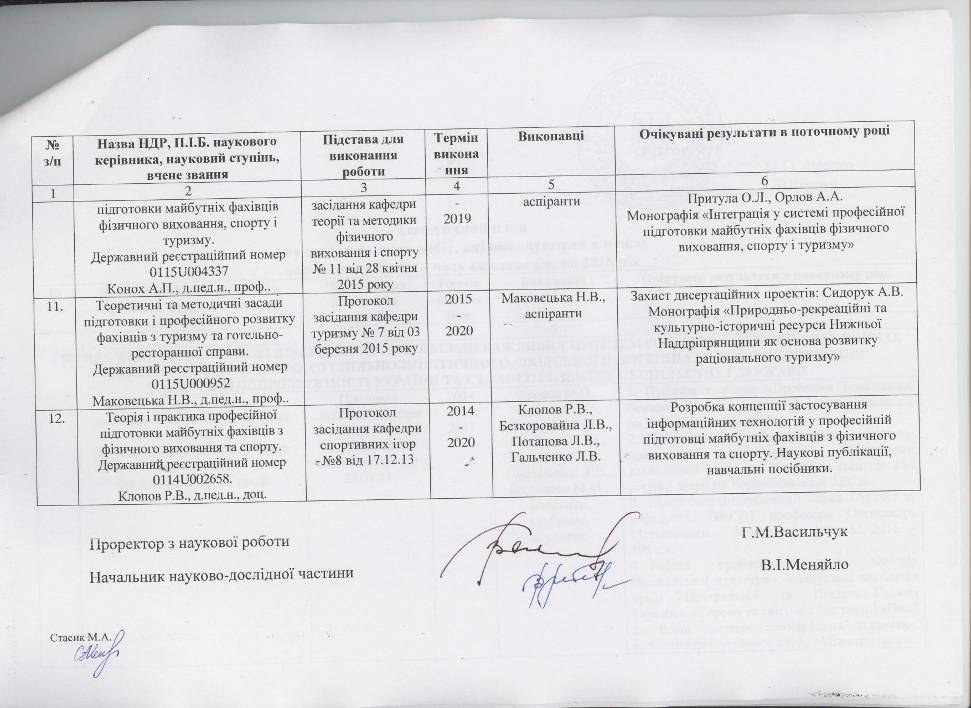 № з/п
Назва НДР, П.І.Б. наукового керівника, науковий ступінь, вчене звання
Підстава для виконання роботи
Термін викона ння
Виконавці
Очікувані результати в поточному році
1
2
3
4
5
6
підготовки майбутніх фахівців
фізичного виховання, спорту і
туризму.
Державний реєстраційний номер
0115U004337
Конох А.П., д.пед.н., проф..
засідання кафедри
теорії та методики
фізичного
виховання і спорту
№ 11 від 28 квітня
2015 року
-
2019
аспіранти
Притула О.Л., Орлов А.А.
Монографія «Інтеграція у системі професійної
підготовки майбутніх фахівців фізичного
виховання, спорту і туризму»
11.
Теоретичні та методичні засади
підготовки і професійного розвитку
фахівців з туризму та готельно-
ресторанної справи.
Державний реєстраційний номер
0115U000952
Маковецька Н.В., д.пед.н., проф..
Протокол
засідання кафедри
туризму № 7 від 03
березня 2015 року
2015
-
2020
Маковецька Н.В.,
аспіранти
Захист дисертаційних проектів: Сидорук А.В.
Монографія «Природньо-рекреаційні та
культурно-історичні ресурси Нижньої
Наддіпрянщини як основа розвитку
раціонального туризму»
12.
Теорія і практика професійної
підготовки майбутніх фахівців з
фізичного виховання та спорту.
Державний реєстраційний номер
0114U002658.
Клопов Р.В., д.пед.н., доц.
Протокол
засідання кафедри
спортивних ігор
-№8 від 17.12.13
2014
-
2020
Клопов Р.В.,
Безкоровайна Л.В.,
Потапова Л.В.,
Гальченко Л.В.
Розробка концепції застосування
інформаційних технологій у професійній
підготовці майбутніх фахівців з фізичного
виховання та спорту. Наукові публікації,
навчальні посібники.
Проректор з наукової роботи
Г.М.Васильчук
Начальник науково-дослідної частини
В.І.Меняйло
Стасик М.А.